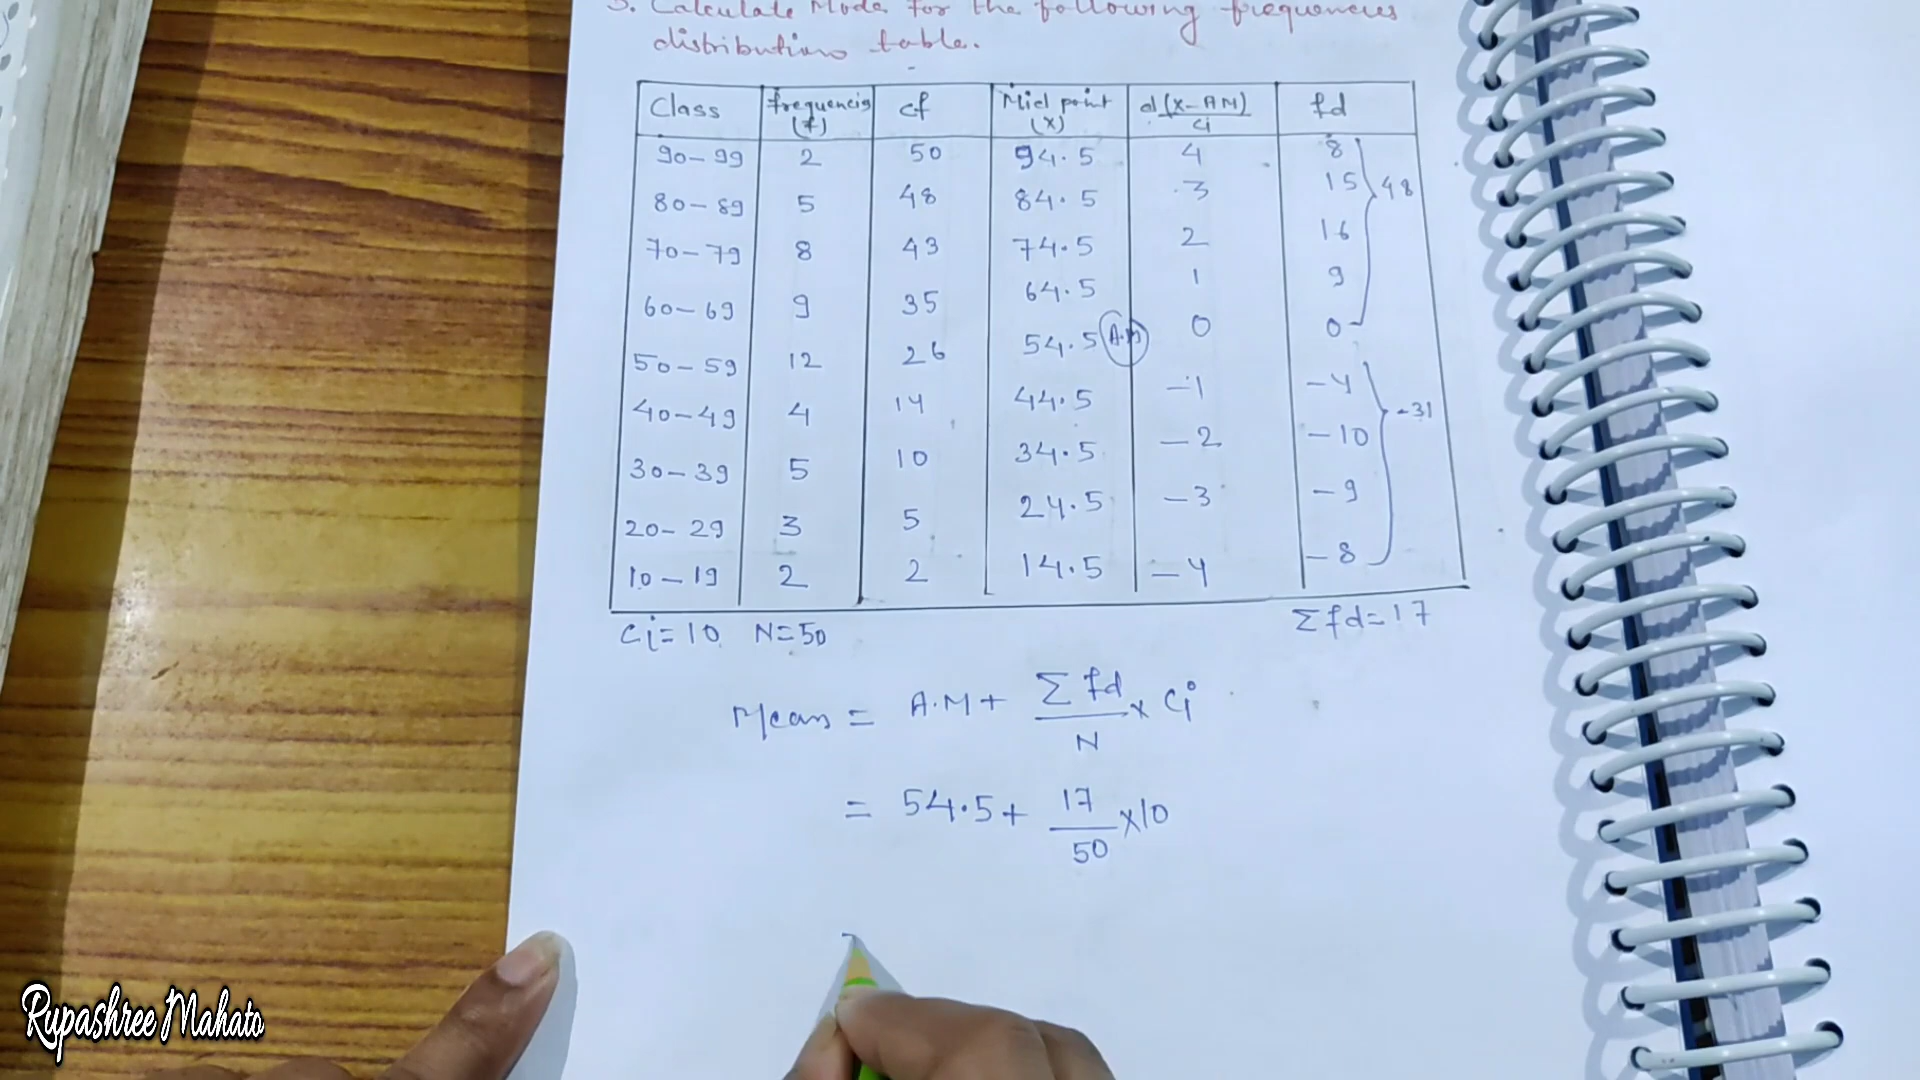 3. Calculate Mode for the following frequencies
distributions table.
Class frequencies (f) cf Mid point (x) d (x-AM)/Ci fd
90-99 2 50 94.5 4 8
80-89 5 48 84.5 3 15 48
70-79 8 43 74.5 2 16
60-69 9 35 64.5 1 9
50-59 12 26 54.5 A.M 0 0
40-49 4 14 44.5 -1 -4
30-39 5 10 34.5 -2 -10 -31
20-29 3 5 24.5 -3 -9
10-19 2 2 14.5 -4 -8
Ci=10 N=50 Σfd=17
Mean = A.M + Σfd/N × Ci
= 54.5 + 17/50 ×10
Rupashree Mahato